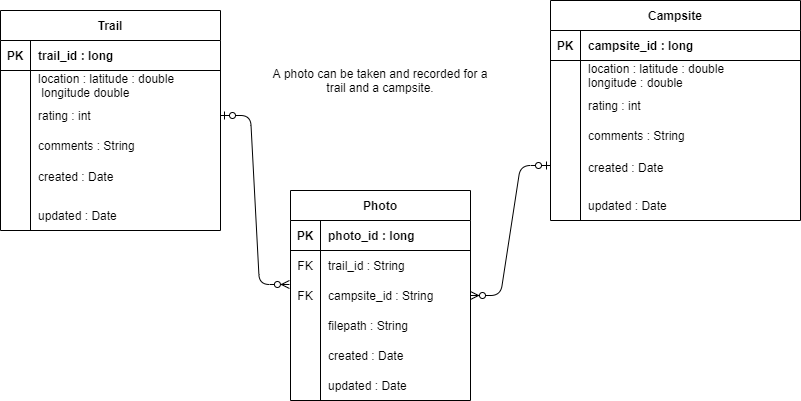 Trail
PK trail_id : long
location : latitude : double
longitude double
rating : int
comments : String
created : Date
updated : Date
A photo can be taken and recorded for a
trail and a campsite.
Campsite
PK campsite_id : long
location : latitude : double
longitude : double
rating : int
comments : String
created : Date
updated : Date
Photo
PK photo_id : long
FK trail_id : String
FK campsite_id : String
filepath : String
created : Date
updated : Date